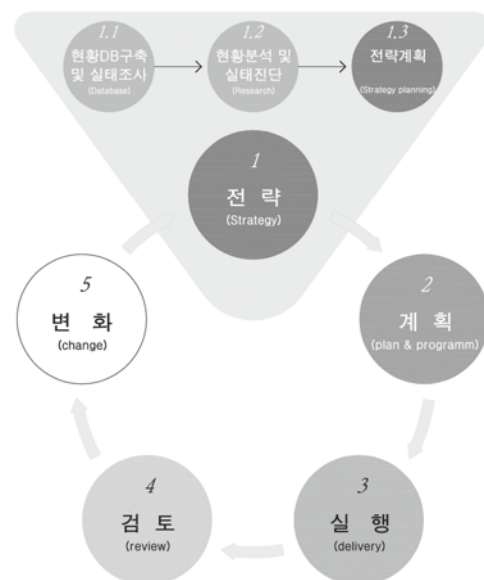 1.1
현황DB구축
및 실태조사
(Database)
1.2
현황분석 및
실태진단
(Research)
1.3
전략계획
(Strategy planning)
1
전 략
(Strategy)
2
계 획
(plan & programm)
3
실 행
(delivery)
4
검 토
(review)
5
변 화
(change)